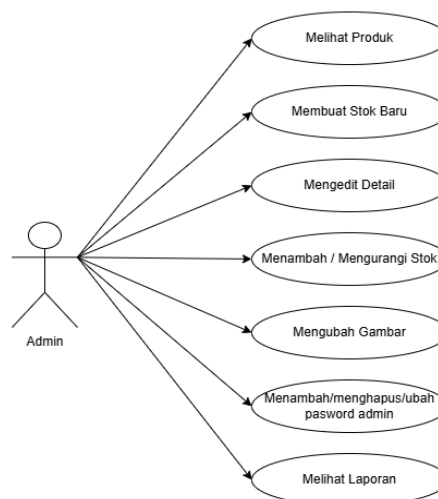 Melihat Produk
Membuat Stok Baru
Mengedit Detail
Menambah / Mengurangi Stok
Admin
Mengubah Gambar
Menambah/menghapus/ubah
pasword admin
Melihat Laporan